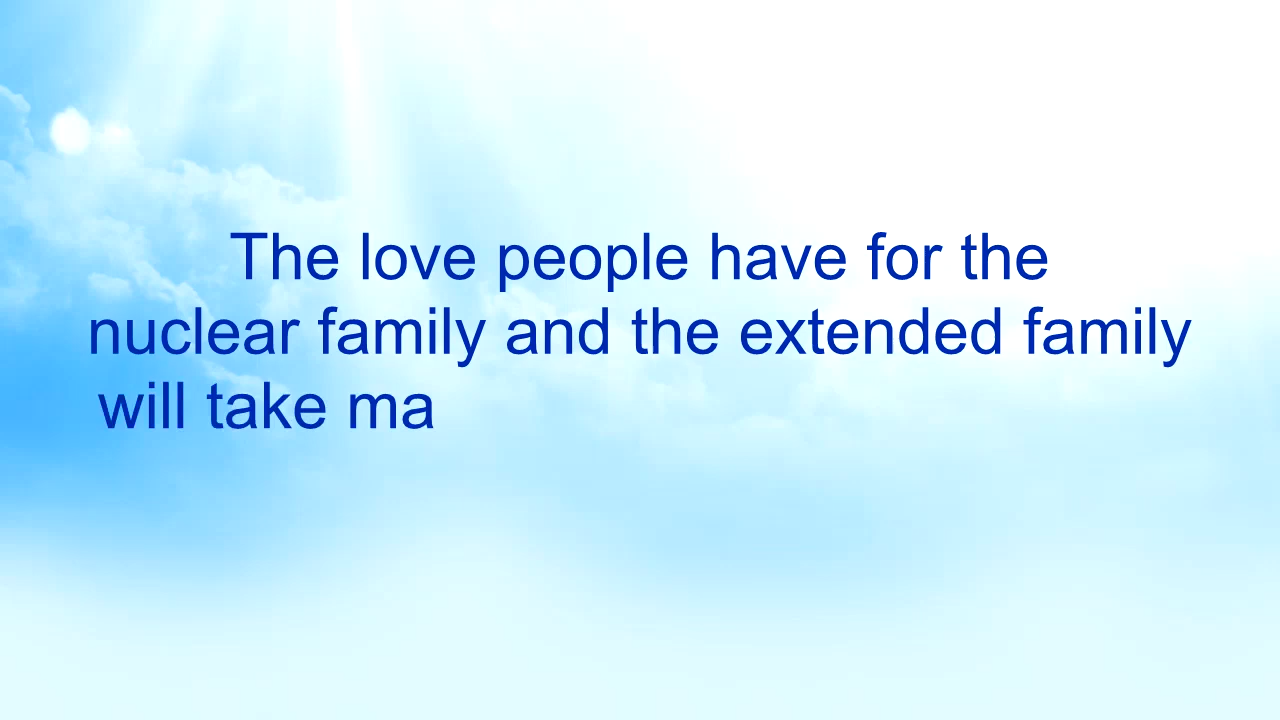 The love people have for the
nuclear family and the extended family
will take ma